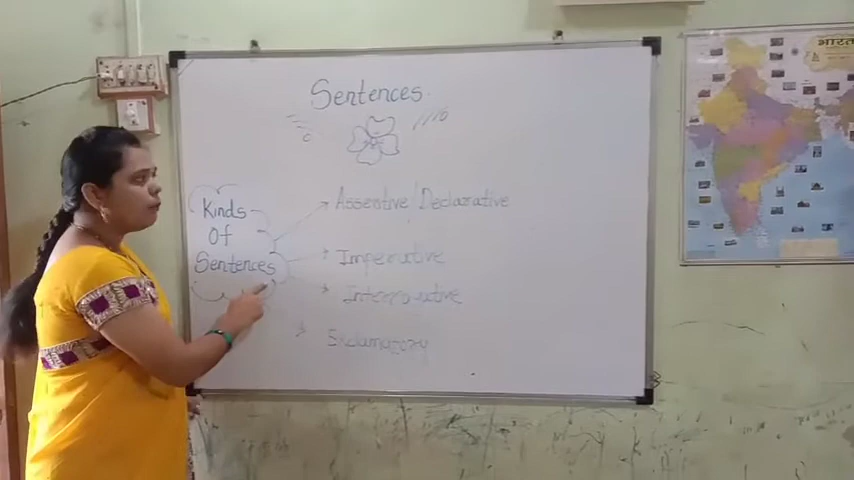 Sentences
Kinds
Of
Sentences
Assertive / Declarative
Imperative
Interrogative
Exclamatory
भारत